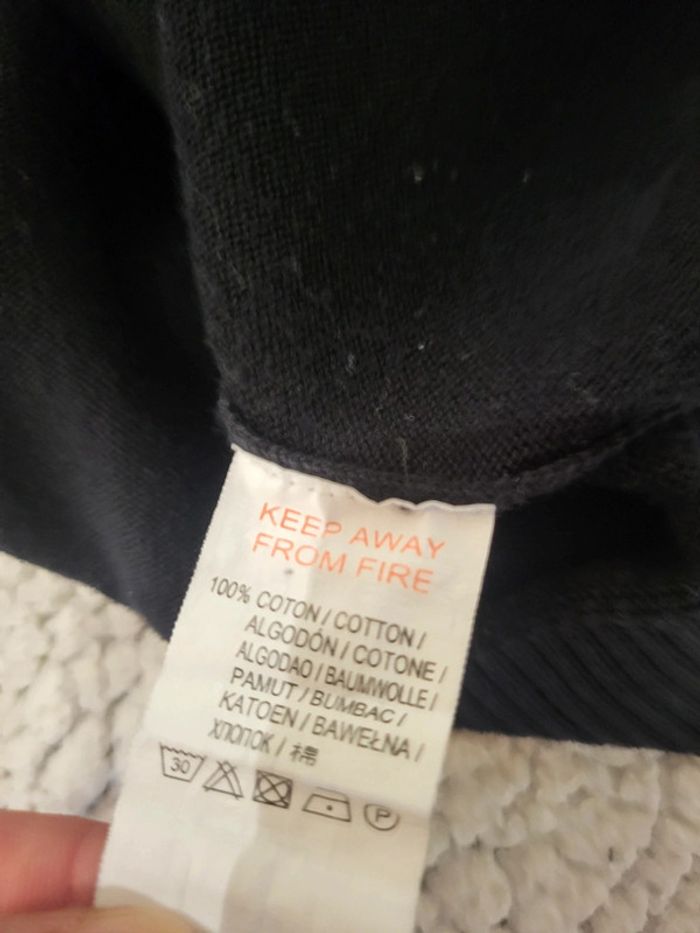 KEEP AWAY
FROM FIRE
100% COTON / COTTON /
ALGODÓN / COTONE /
ALGODAO / BAUMWOLLE /
PAMUT / BUMBAC /
KATOEN / BAWEŁNA /
ХЛОПОК / 棉
30 P